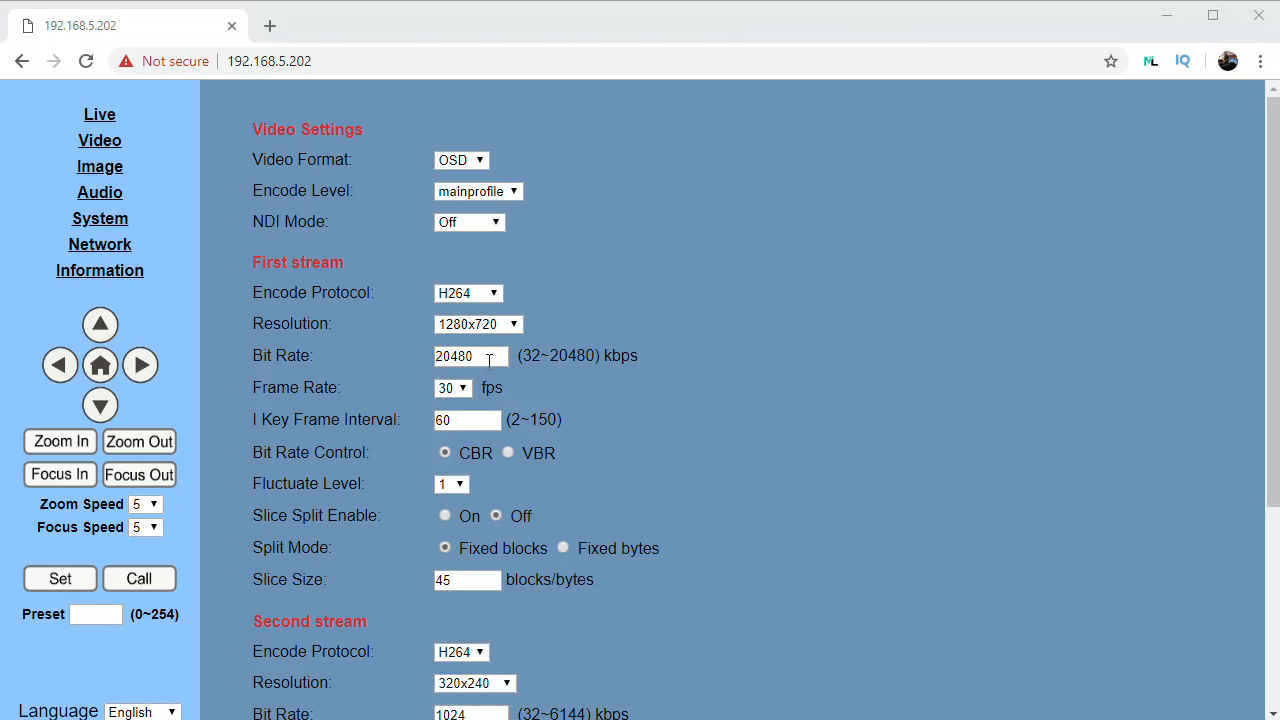 192.168.5.202
Not secure 192.168.5.202
ML IQ
Live
Video
Image
Audio
System
Network
Information
Zoom In Zoom Out
Focus In Focus Out
Zoom Speed 5
Focus Speed 5
Set Call
Preset (0~254)
Language English
Video Settings
Video Format: OSD
Encode Level: mainprofile
NDI Mode: Off
First stream
Encode Protocol: H264
Resolution: 1280x720
Bit Rate: 20480 (32~20480) kbps
Frame Rate: 30 fps
I Key Frame Interval: 60 (2~150)
Bit Rate Control: CBR VBR
Fluctuate Level: 1
Slice Split Enable: On Off
Split Mode: Fixed blocks Fixed bytes
Slice Size: 45 blocks/bytes
Second stream
Encode Protocol: H264
Resolution: 320x240
Bit Rate: 1024 (32~6144) kbps